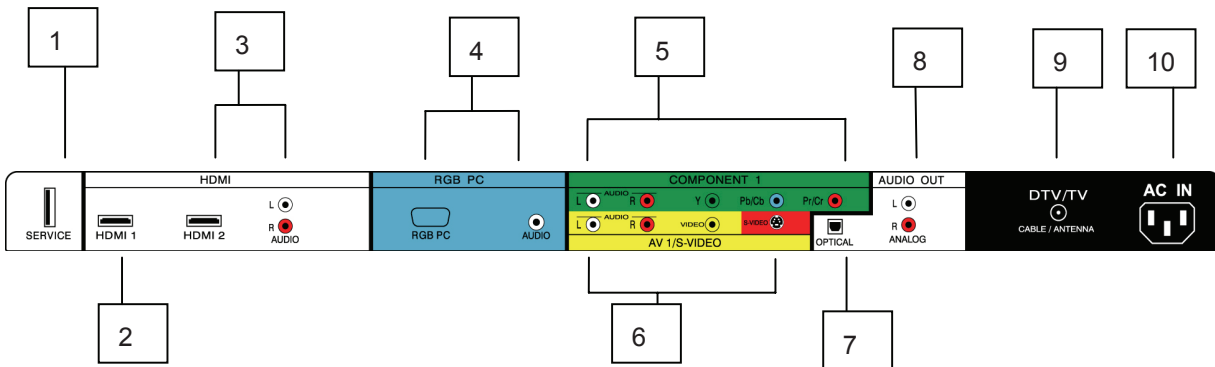 1
3
4
5
8
9
10
HDMI
RGB PC
COMPONENT 1
AUDIO OUT
AUDIO
L R Y Pb/Cb Pr/Cr
L
R
AUDIO
SERVICE
HDMI 1
HDMI 2
RGB PC
AUDIO
AUDIO
L R VIDEO S-VIDEO
AV 1/S-VIDEO
OPTICAL
L
R
ANALOG
DTV/TV
CABLE / ANTENNA
AC IN
2
6
7